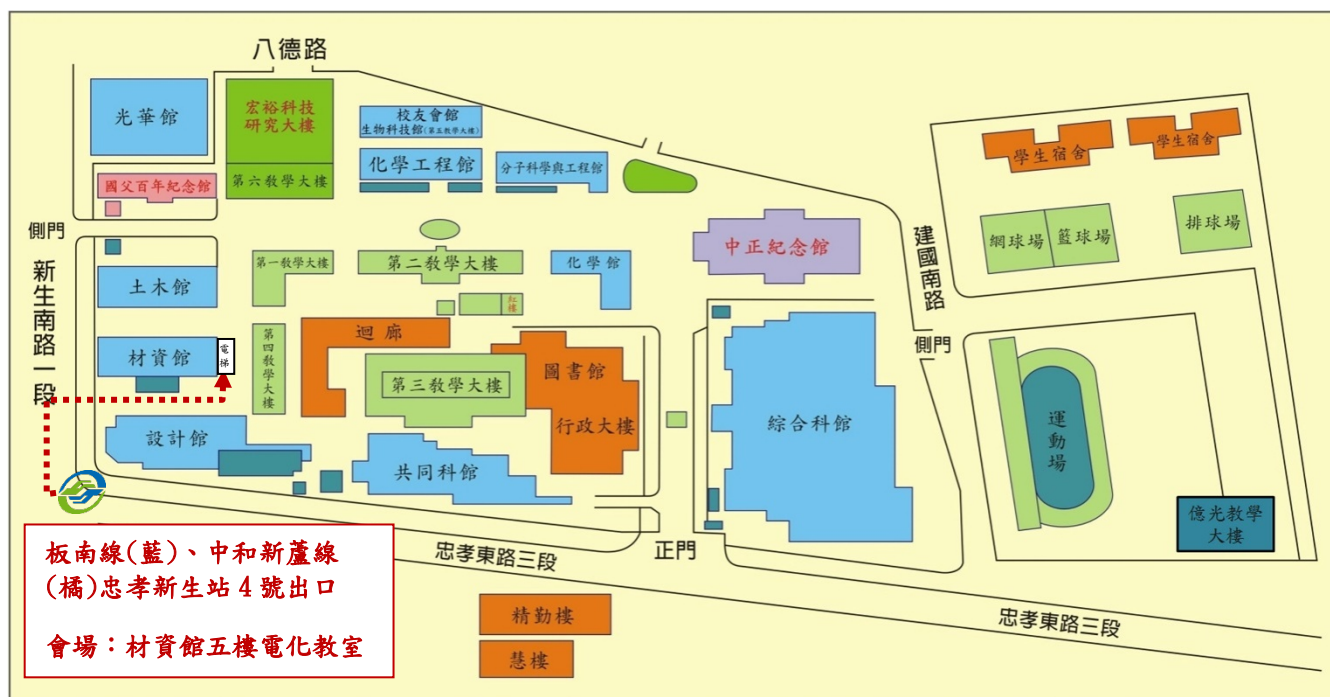 八德路
光華館
宏裕科技
研究大樓
校友會館
生物科技館(第五教學大樓)
化學工程館
分子科學與工程館
第六教學大樓
國父百年紀念館
學生宿舍
學生宿舍
網球場
籃球場
排球場
側門
新生南路一段
土木館
第一教學大樓
第二教學大樓
化學館
中正紀念館
建國南路
側門
紅樓
迴廊
材資館
電梯
第四教學大樓
第三教學大樓
圖書館
行政大樓
綜合科館
運動場
設計館
共同科館
億光教學
大樓
忠孝東路三段
正門
忠孝東路三段
精勤樓
慧樓
板南線(藍)、中和新蘆線
(橘)忠孝新生站 4 號出口
會場：材資館五樓電化教室